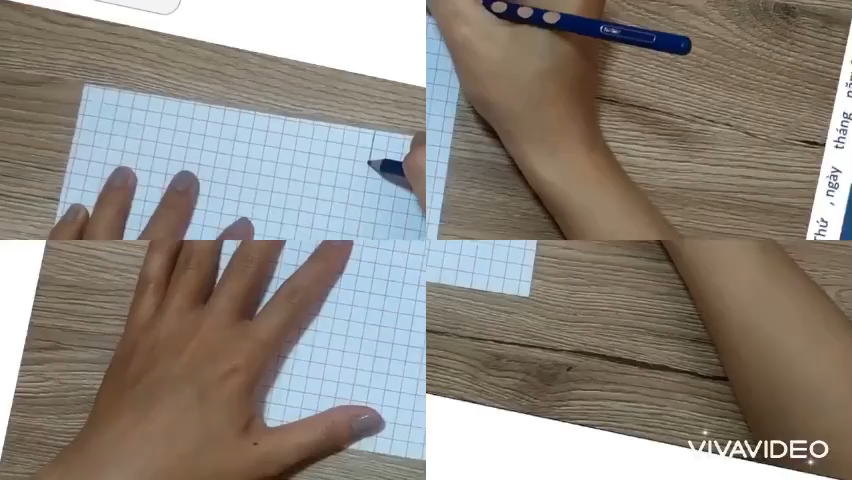 Thứ , ngày tháng năm
VIVAVIDEO